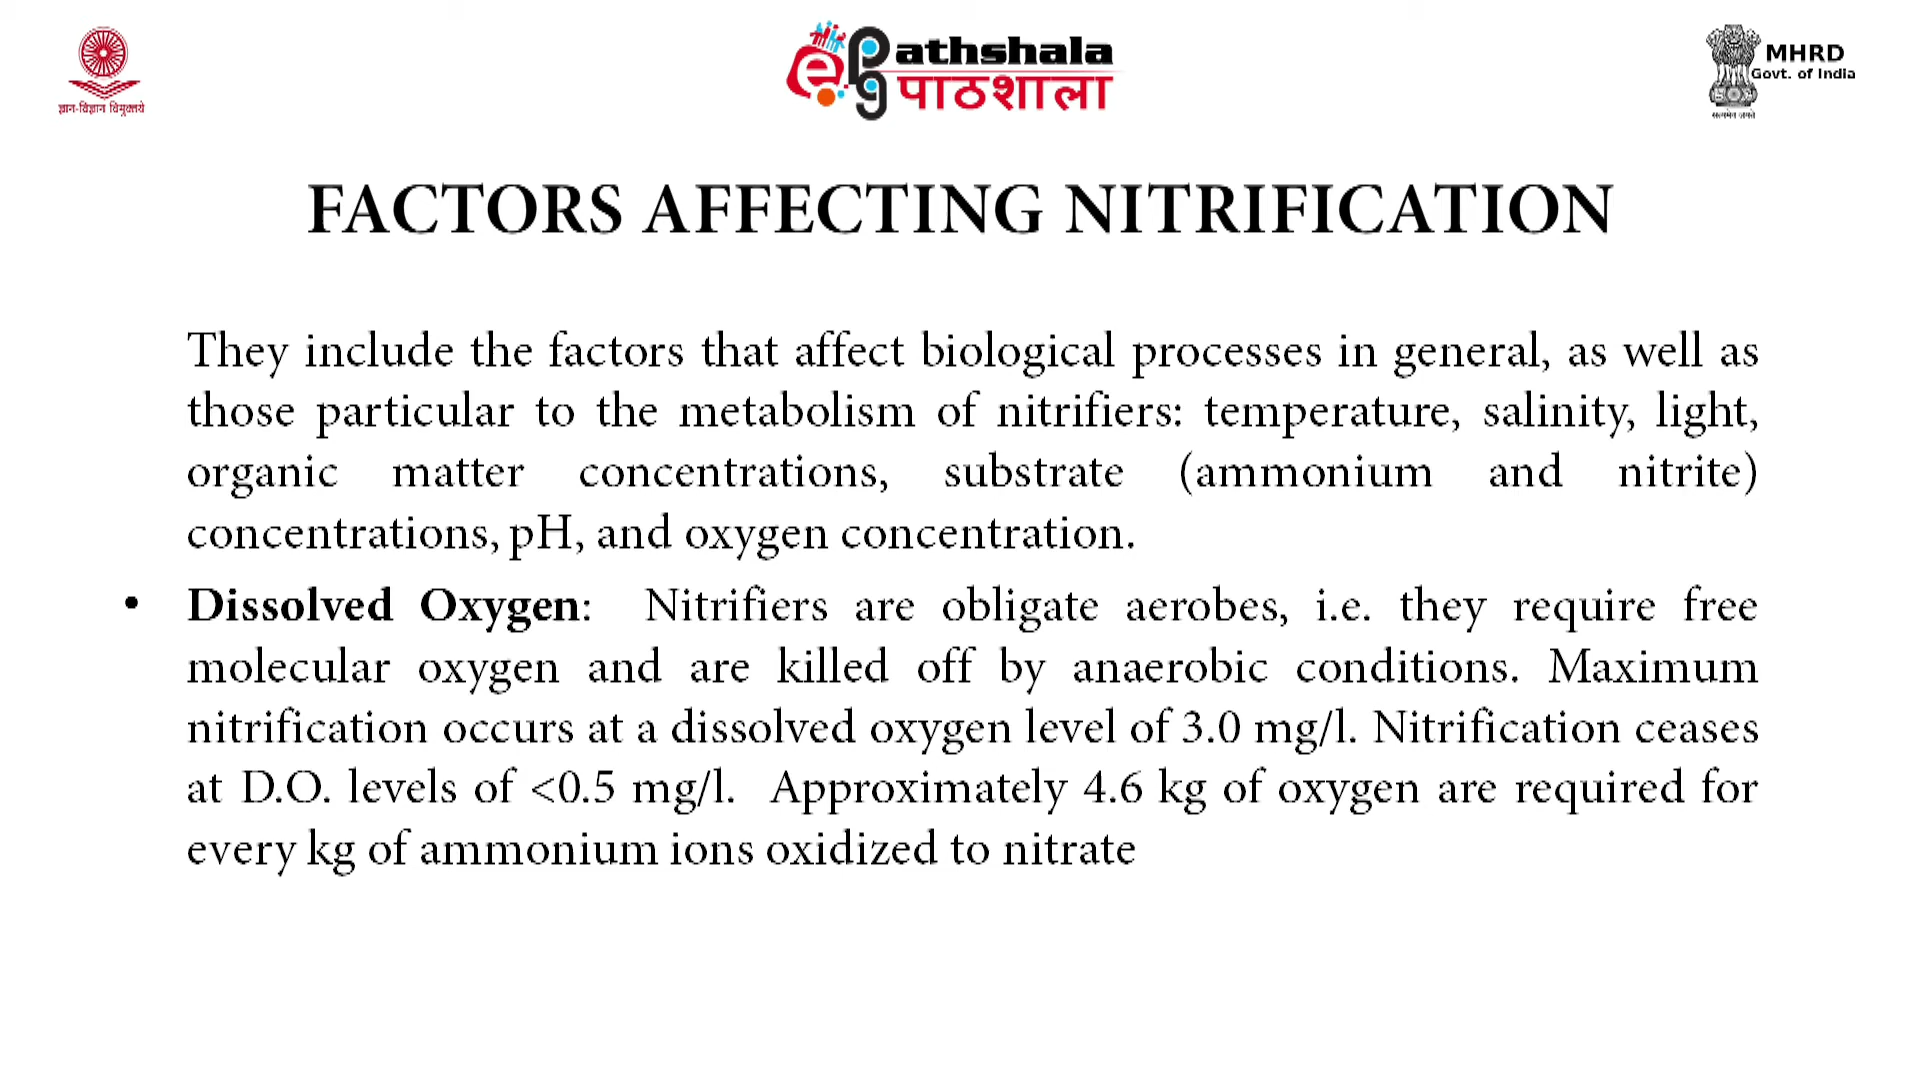 ज्ञान-विज्ञान विमुक्तये
epg
athshala
पाठशाला
MHRD
Govt. of India
सत्यमेव जयते
FACTORS AFFECTING NITRIFICATION
They include the factors that affect biological processes in general, as well as
those particular to the metabolism of nitrifiers: temperature, salinity, light,
organic matter concentrations, substrate (ammonium and nitrite)
concentrations, pH, and oxygen concentration.
• Dissolved Oxygen: Nitrifiers are obligate aerobes, i.e. they require free
molecular oxygen and are killed off by anaerobic conditions. Maximum
nitrification occurs at a dissolved oxygen level of 3.0 mg/l. Nitrification ceases
at D.O. levels of <0.5 mg/l. Approximately 4.6 kg of oxygen are required for
every kg of ammonium ions oxidized to nitrate